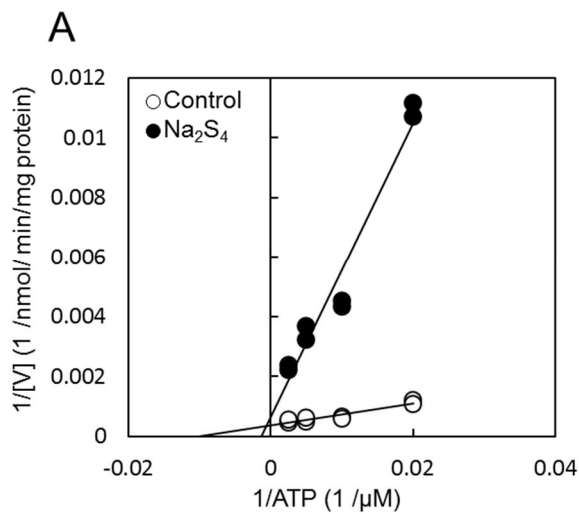 A
1/[V] (1 /nmol/ min/mg protein)
0.012
0.01
0.008
0.006
0.004
0.002
0
Control
Na₂S₄
-0.02
0
0.02
0.04
1/ATP (1 /µM)